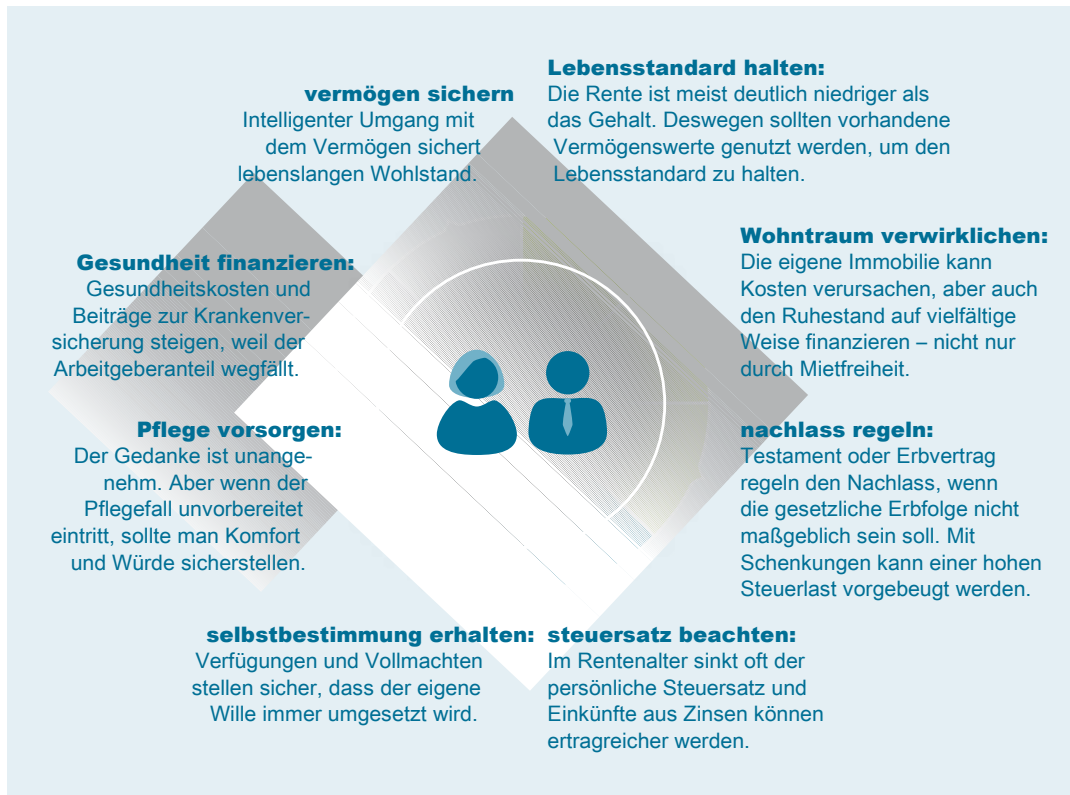 vermögen sichern
Intelligenter Umgang mit
dem Vermögen sichert
lebenslangen Wohlstand.
Lebensstandard halten:
Die Rente ist meist deutlich niedriger als
das Gehalt. Deswegen sollten vorhandene
Vermögenswerte genutzt werden, um den
Lebensstandard zu halten.
Gesundheit finanzieren:
Gesundheitskosten und
Beiträge zur Krankenver-
sicherung steigen, weil der
Arbeitgeberanteil wegfällt.
Wohntraum verwirklichen:
Die eigene Immobilie kann
Kosten verursachen, aber auch
den Ruhestand auf vielfältige
Weise finanzieren – nicht nur
durch Mietfreiheit.
Pflege vorsorgen:
Der Gedanke ist unange-
nehm. Aber wenn der
Pflegefall unvorbereitet
eintritt, sollte man Komfort
und Würde sicherstellen.
nachlass regeln:
Testament oder Erbvertrag
regeln den Nachlass, wenn
die gesetzliche Erbfolge nicht
maßgeblich sein soll. Mit
Schenkungen kann einer hohen
Steuerlast vorgebeugt werden.
selbstbestimmung erhalten:
Verfügungen und Vollmachten
stellen sicher, dass der eigene
Wille immer umgesetzt wird.
steuersatz beachten:
Im Rentenalter sinkt oft der
persönliche Steuersatz und
Einkünfte aus Zinsen können
ertragreicher werden.